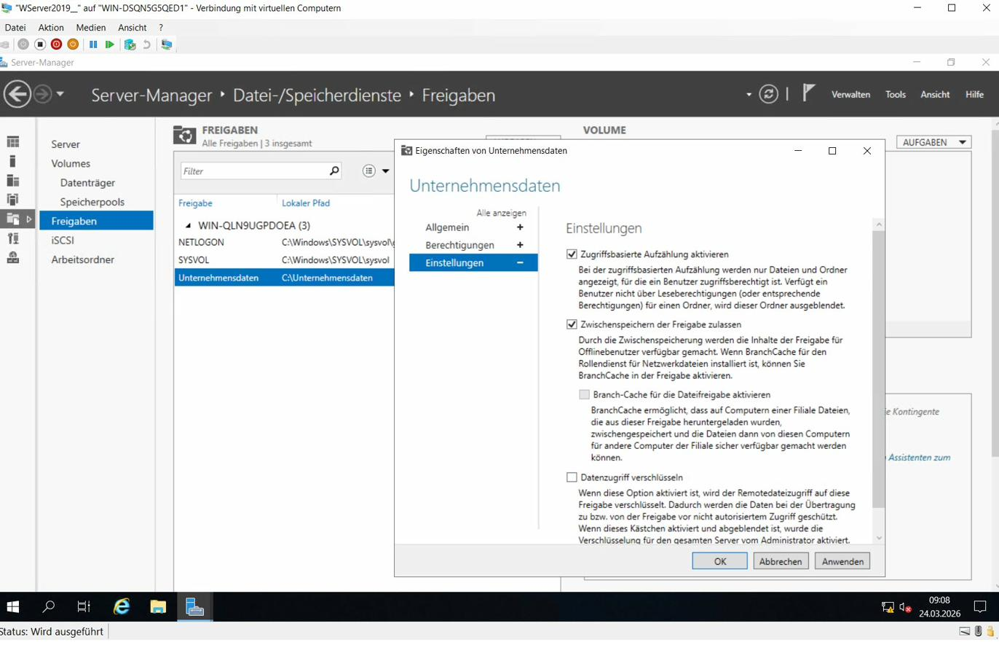 "WServer2019__" auf "WIN-DSQN5G5QED1" - Verbindung mit virtuellen Computern
Datei Aktion Medien Ansicht ?
Server-Manager
Server-Manager Datei-/Speicherdienste Freigaben
Verwalten Tools Ansicht Hilfe
Server
Volumes
Datenträger
Speicherpools
Freigaben
iSCSI
Arbeitsordner
FREIGABEN
Alle Freigaben | 3 insgesamt
Filter
Freigabe Lokaler Pfad
WIN-QLN9UGPDOEA (3)
NETLOGON C:\Windows\SYSVOL\sysvol\
SYSVOL C:\Windows\SYSVOL\sysvol
Unternehmensdaten C:\Unternehmensdaten
VOLUME
AUFGABEN
Eigenschaften von Unternehmensdaten
Unternehmensdaten
Alle anzeigen
Allgemein +
Berechtigungen +
Einstellungen −
Einstellungen
Zugriffsbasierte Aufzählung aktivieren
Bei der zugriffsbasierten Aufzählung werden nur Dateien und Ordner
angezeigt, für die ein Benutzer zugriffsberechtigt ist. Verfügt ein
Benutzer nicht über Leseberechtigungen (oder entsprechende
Berechtigungen) für einen Ordner, wird dieser Ordner ausgeblendet.
Zwischenspeichern der Freigabe zulassen
Durch die Zwischenspeicherung werden die Inhalte der Freigabe für
Offlinebenutzer verfügbar gemacht. Wenn BranchCache für den
Rollendienst für Netzwerkdateien installiert ist, können Sie
BranchCache in der Freigabe aktivieren.
Branch-Cache für die Dateifreigabe aktivieren
BranchCache ermöglicht, dass auf Computern einer Filiale Dateien,
die aus dieser Freigabe heruntergeladen wurden,
zwischengespeichert und die Dateien dann von diesen Computern
für andere Computer der Filiale sicher verfügbar gemacht werden
können.
Datenzugriff verschlüsseln
Wenn diese Option aktiviert ist, wird der Remotedateizugriff auf diese
Freigabe verschlüsselt. Dadurch werden die Daten bei der Übertragung
zu bzw. von der Freigabe vor nicht autorisiertem Zugriff geschützt.
Wenn dieses Kästchen aktiviert und abgeblendet ist, wurde die
Verschlüsselung für den gesamten Server vom Administrator aktiviert.
OK Abbrechen Anwenden
Kontingente
Assistenten zum
09:08
24.03.2026
Status: Wird ausgeführt